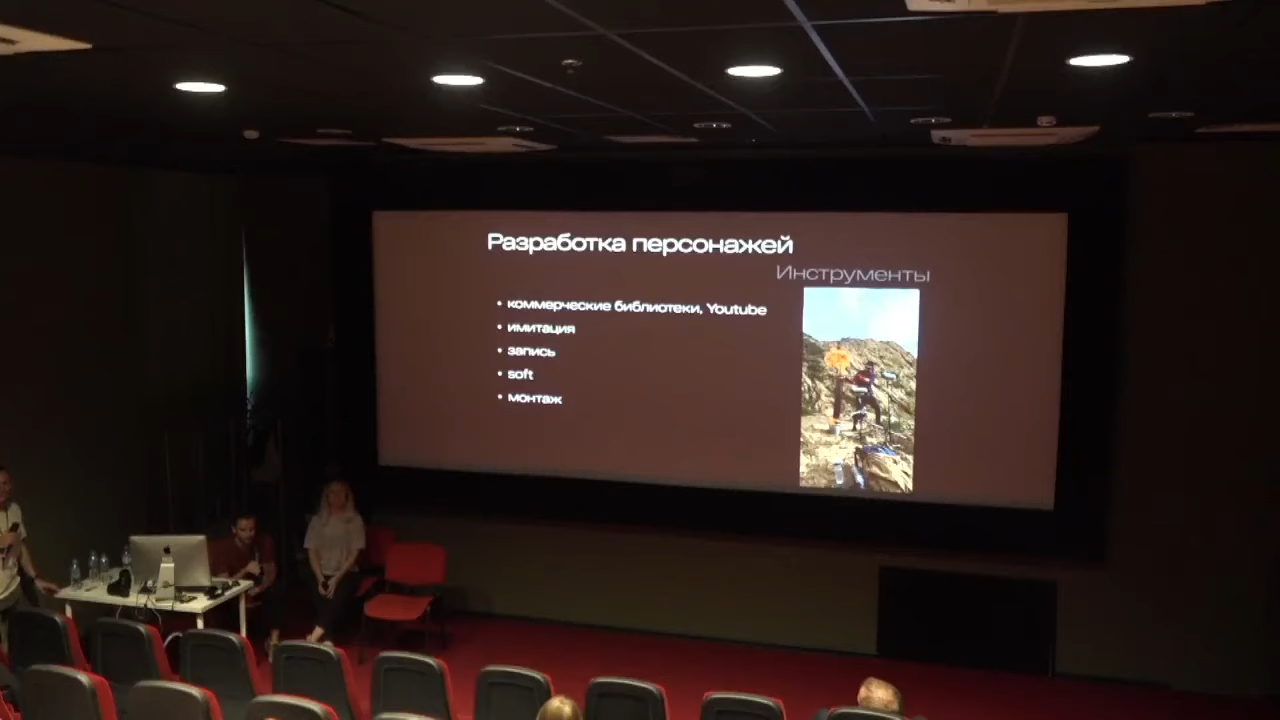 Разработка персонажей
Инструменты
• коммерческие библиотеки, Youtube
• имитация
• запись
• soft
• монтаж